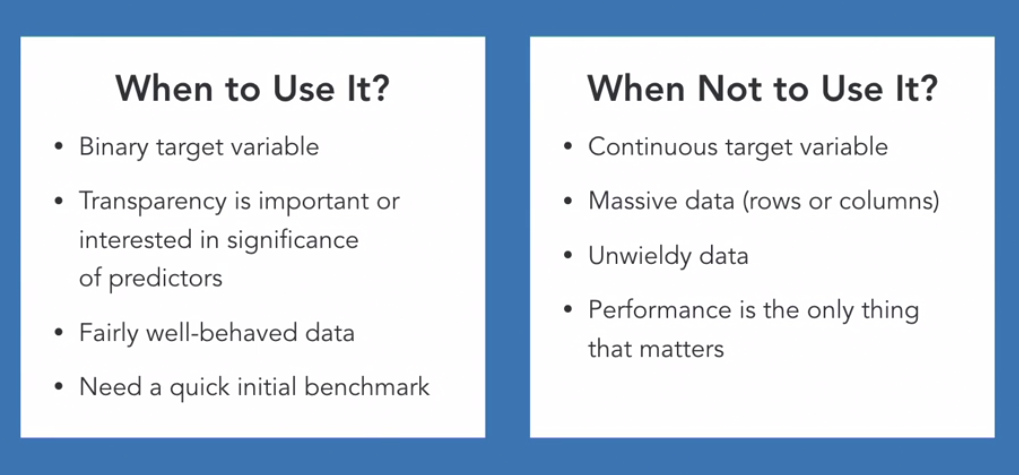 When to Use It?
• Binary target variable
• Transparency is important or
interested in significance
of predictors
• Fairly well-behaved data
• Need a quick initial benchmark
When Not to Use It?
• Continuous target variable
• Massive data (rows or columns)
• Unwieldy data
• Performance is the only thing
that matters